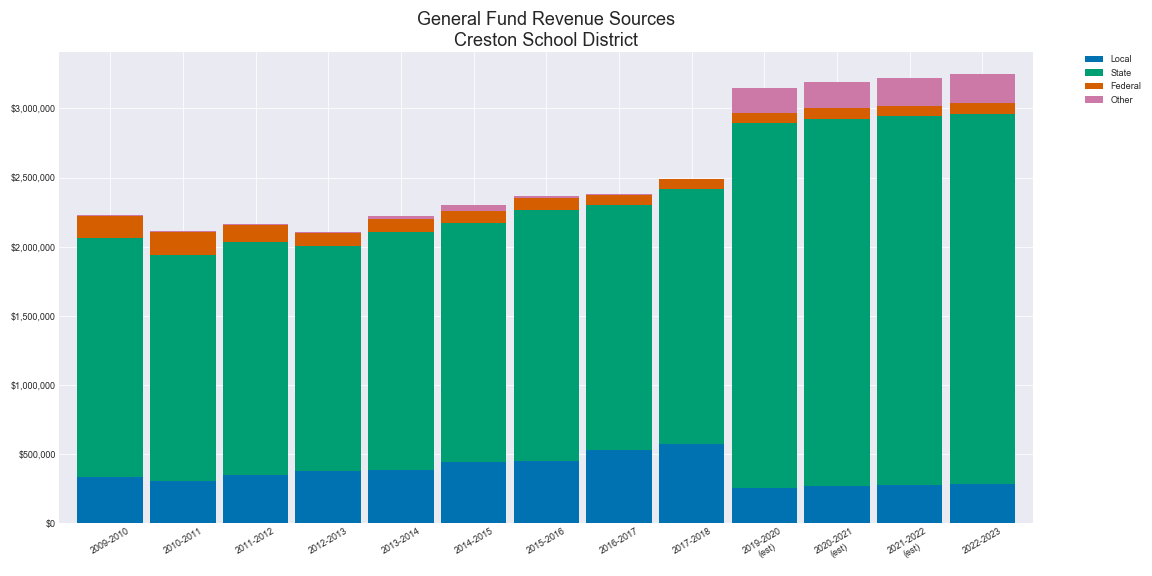 General Fund Revenue Sources
Creston School District
Local
State
Federal
Other
$3,000,000
$2,500,000
$2,000,000
$1,500,000
$1,000,000
$500,000
$0
2009-2010
2010-2011
2011-2012
2012-2013
2013-2014
2014-2015
2015-2016
2016-2017
2017-2018
2019-2020
(est)
2020-2021
(est)
2021-2022
(est)
2022-2023